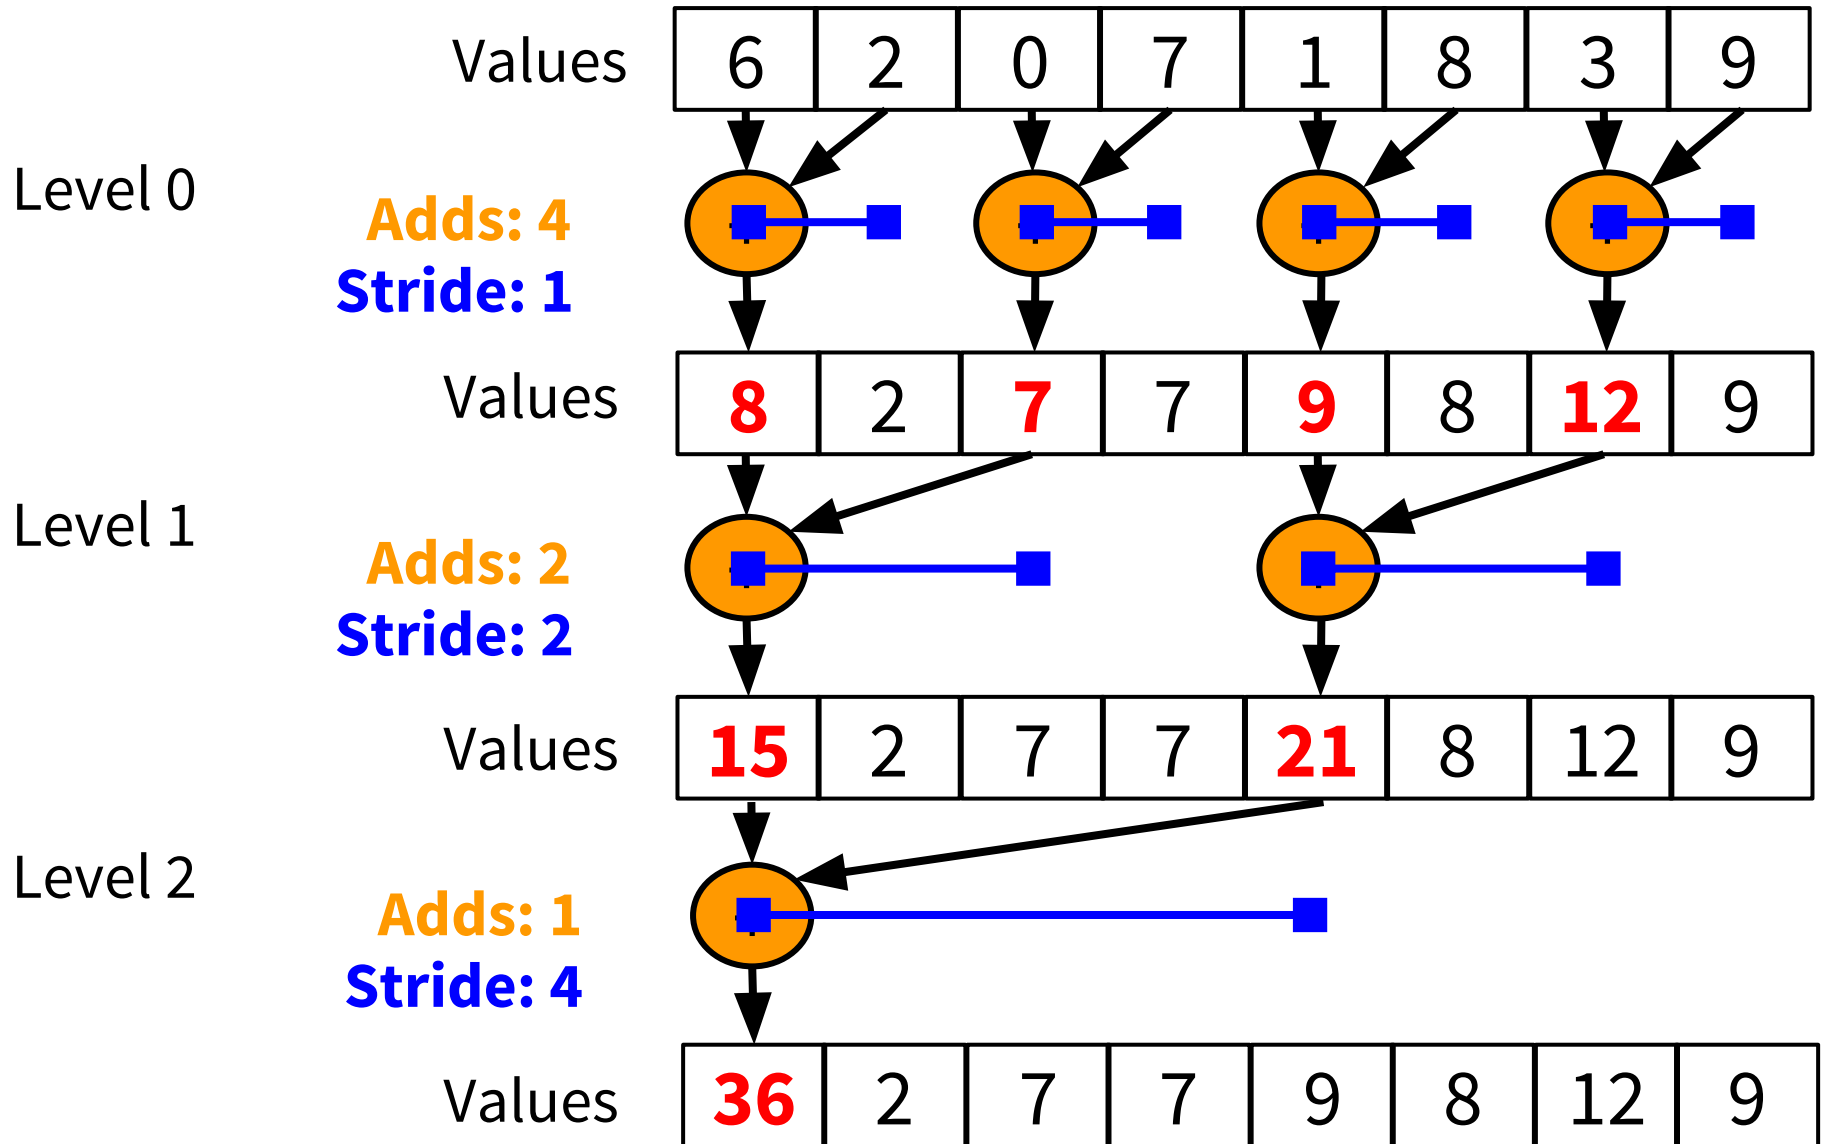 Values 6 2 0 7 1 8 3 9
Level 0
Adds: 4
Stride: 1
Values 8 2 7 7 9 8 12 9
Level 1
Adds: 2
Stride: 2
Values 15 2 7 7 21 8 12 9
Level 2
Adds: 1
Stride: 4
Values 36 2 7 7 9 8 12 9